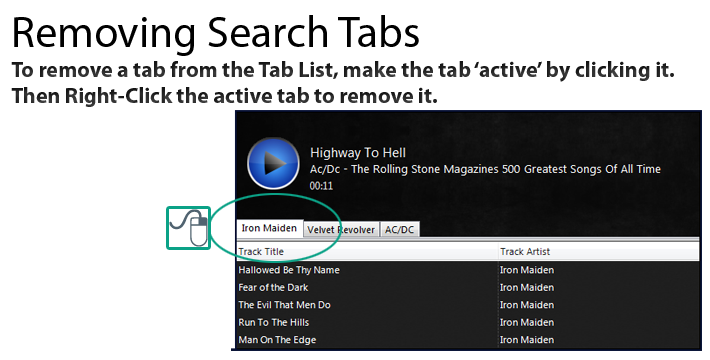 Removing Search Tabs
To remove a tab from the Tab List, make the tab ‘active’ by clicking it.
Then Right-Click the active tab to remove it.
Highway To Hell
Ac/Dc - The Rolling Stone Magazines 500 Greatest Songs Of All Time
00:11
Iron Maiden Velvet Revolver AC/DC
Track Title Track Artist
Hallowed Be Thy Name Iron Maiden
Fear of the Dark Iron Maiden
The Evil That Men Do Iron Maiden
Run To The Hills Iron Maiden
Man On The Edge Iron Maiden